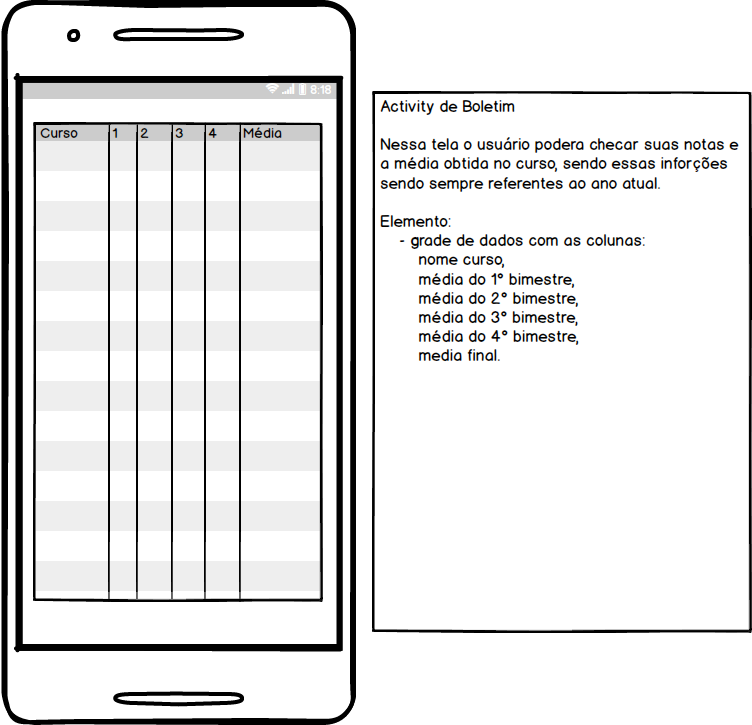 8:18
Curso 1 2 3 4 Média
Activity de Boletim
Nessa tela o usuário podera checar suas notas e
a média obtida no curso, sendo essas inforções
sendo sempre referentes ao ano atual.
Elemento:
- grade de dados com as colunas:
nome curso,
média do 1° bimestre,
média do 2° bimestre,
média do 3° bimestre,
média do 4° bimestre,
media final.